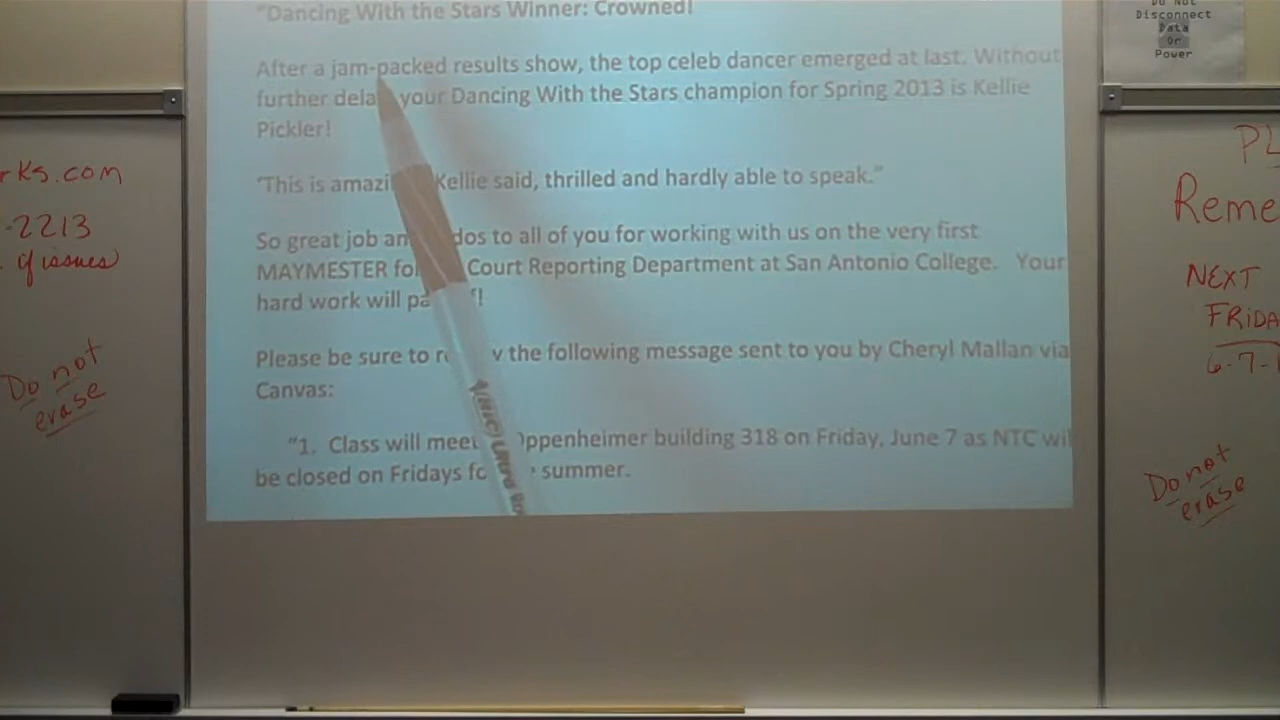 "Dancing With the Stars Winner: Crowned!
After a jam-packed results show, the top celeb dancer emerged at last. Without
further dela your Dancing With the Stars champion for Spring 2013 is Kellie
Pickler!
"This is amazi Kellie said, thrilled and hardly able to speak."
So great job an dos to all of you for working with us on the very first
MAYMESTER fo Court Reporting Department at San Antonio College. Your
hard work will pa f!
Please be sure to r v the following message sent to you by Cheryl Mallan via
Canvas:
"1. Class will meet Oppenheimer building 318 on Friday, June 7 as NTC wil
be closed on Fridays fo summer.
rks.com
-2213
if issues
Do not
erase
Do Not
Disconnect
Data
Or
Power
PL
Reme
NEXT
FRIDA
6-7-1
Do not
erase